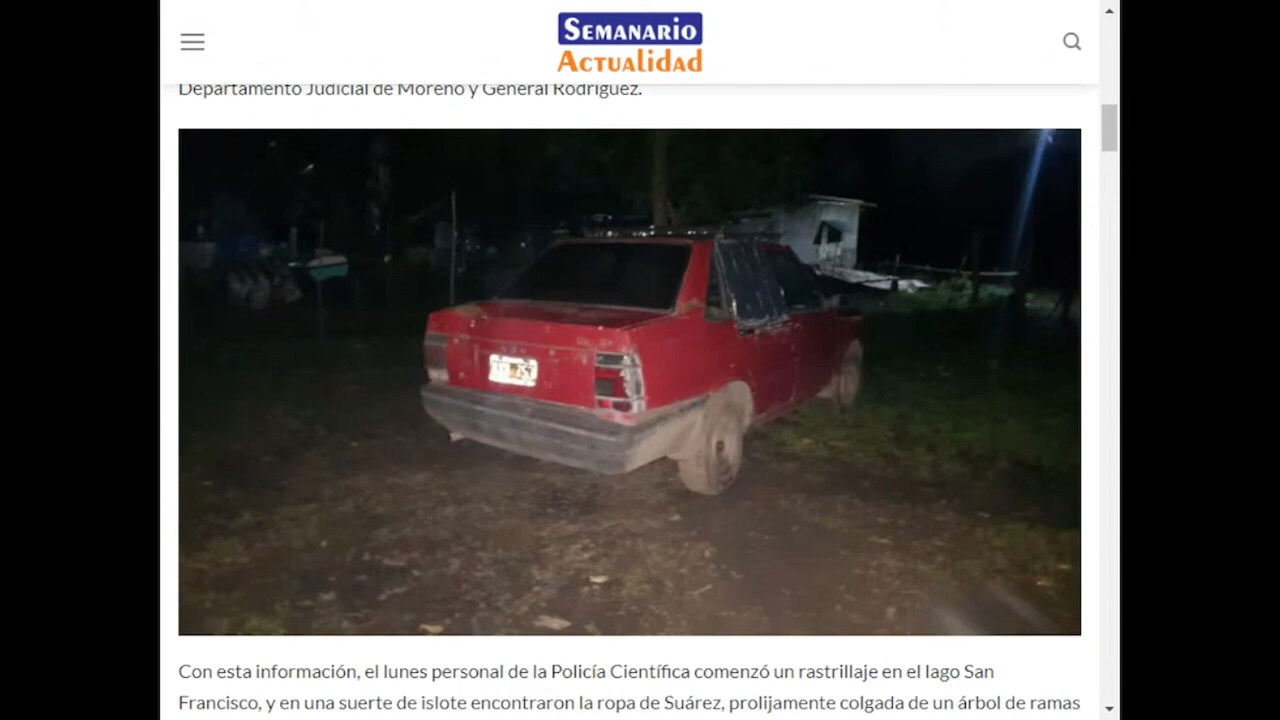 SEMANARIO
ACTUALIDAD
Departamento Judicial de Moreno y General Rodríguez.
Con esta información, el lunes personal de la Policía Científica comenzó un rastrillaje en el lago San
Francisco, y en una suerte de islote encontraron la ropa de Suárez, prolijamente colgada de un árbol de ramas